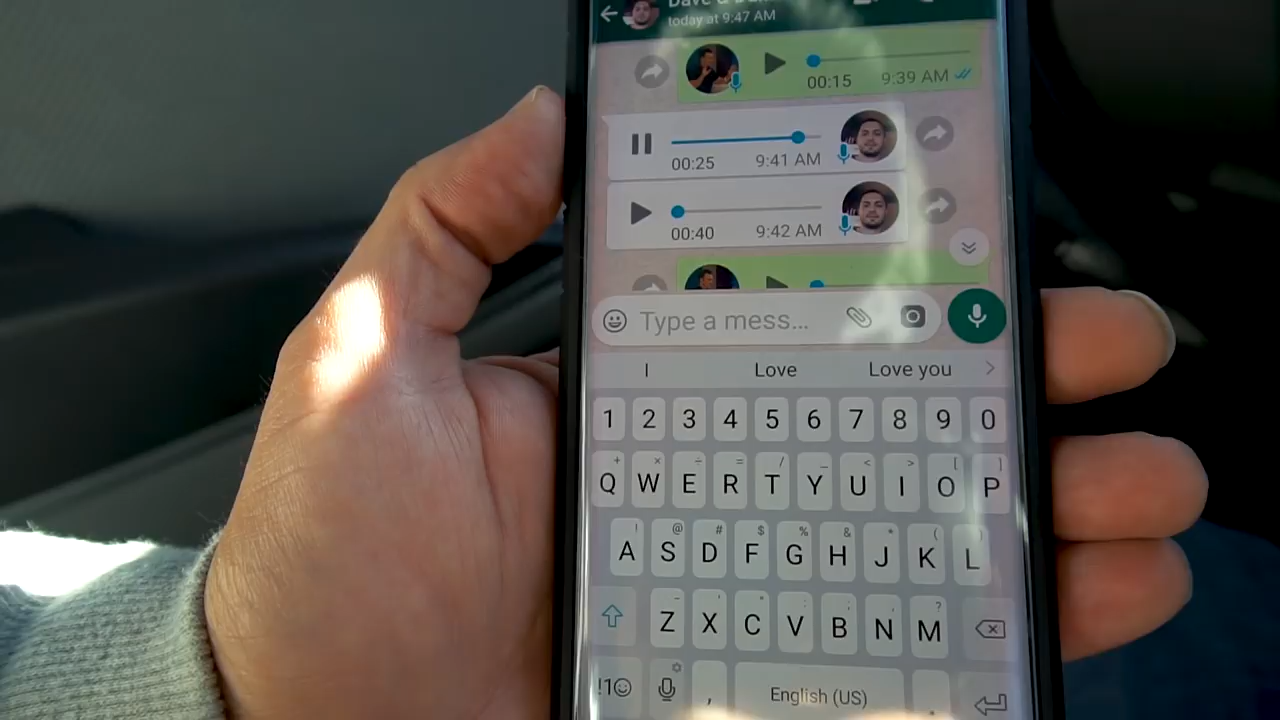 today at 9:47 AM
00:15 9:39 AM
00:25 9:41 AM
00:40 9:42 AM
Type a mess...
I Love Love you
1 2 3 4 5 6 7 8 9 0
+ × ÷ = / _ < > [ ]
Q W E R T Y U I O P
! @ # $ % & * ( )
A S D F G H J K L
- ' " : ; , ?
Z X C V B N M
!1☺ , English (US) .